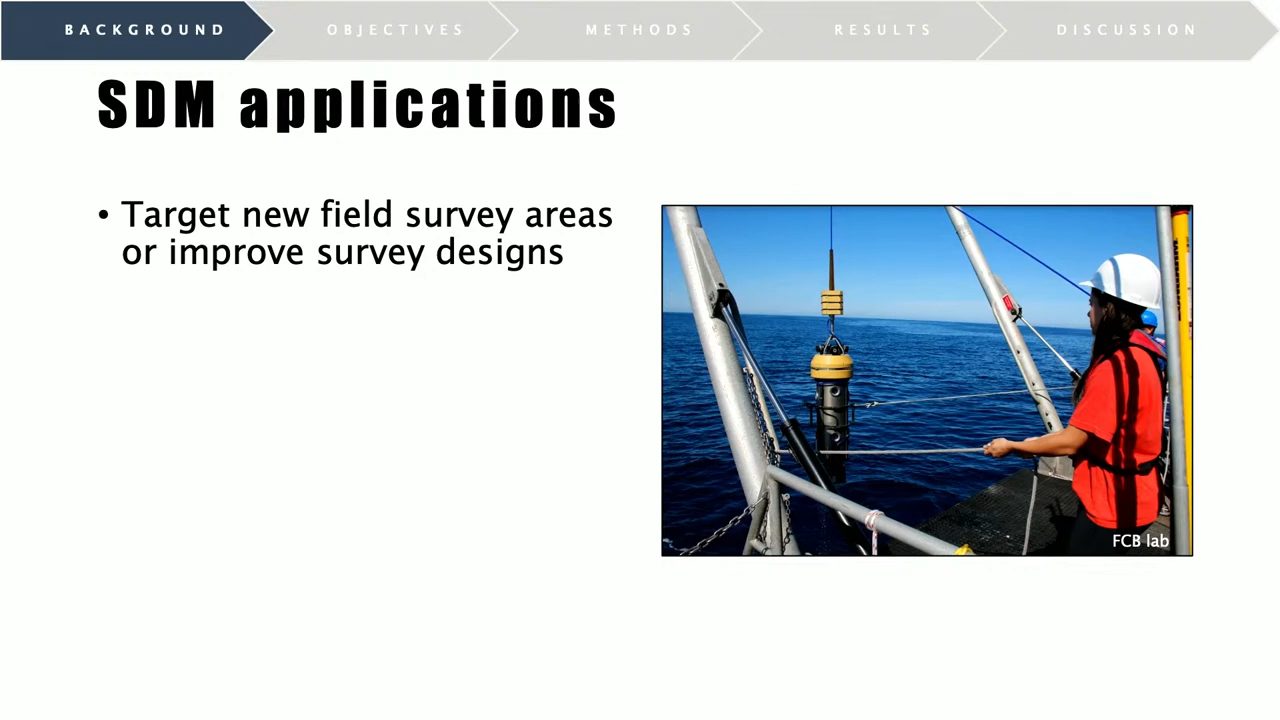 BACKGROUND
OBJECTIVES
METHODS
RESULTS
DISCUSSION
SDM applications
• Target new field survey areas
or improve survey designs
FCB lab